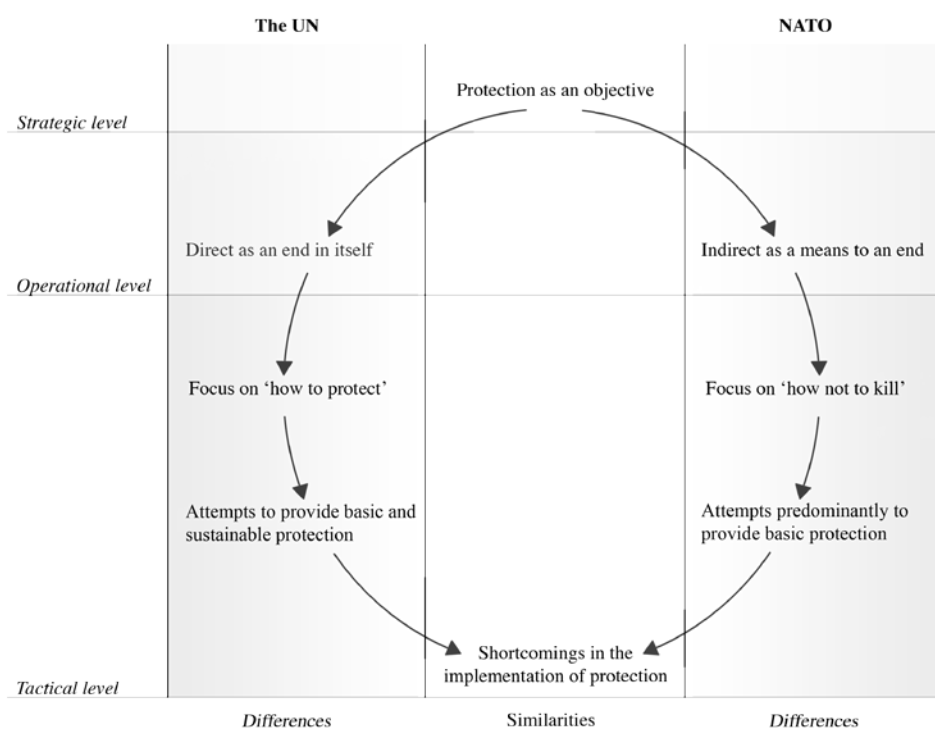 The UN
NATO
Protection as an objective
Strategic level
Direct as an end in itself
Indirect as a means to an end
Operational level
Focus on ‘how to protect’
Focus on ‘how not to kill’
Attempts to provide basic and
sustainable protection
Attempts predominantly to
provide basic protection
Shortcomings in the
implementation of protection
Tactical level
Differences
Similarities
Differences